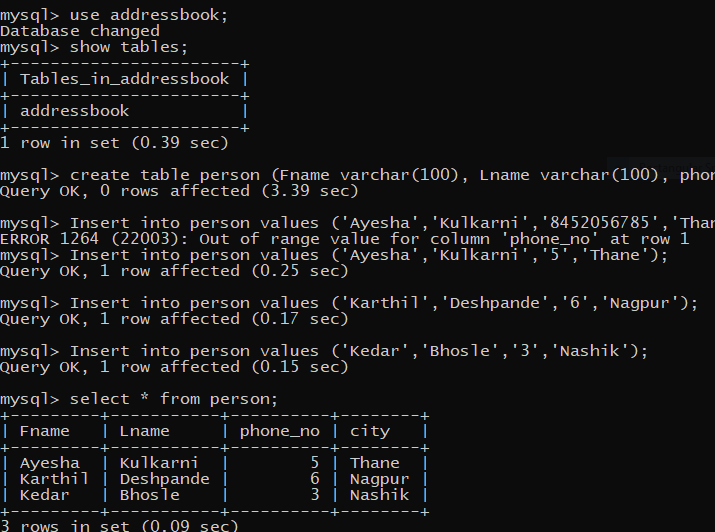 mysql> use addressbook;
Database changed
mysql> show tables;
+-----------------------+
| Tables_in_addressbook |
+-----------------------+
| addressbook           |
+-----------------------+
1 row in set (0.39 sec)
mysql> create table person (Fname varchar(100), Lname varchar(100), phon
Query OK, 0 rows affected (3.39 sec)
mysql> Insert into person values ('Ayesha','Kulkarni','8452056785','Than
ERROR 1264 (22003): Out of range value for column 'phone_no' at row 1
mysql> Insert into person values ('Ayesha','Kulkarni','5','Thane');
Query OK, 1 row affected (0.25 sec)
mysql> Insert into person values ('Karthil','Deshpande','6','Nagpur');
Query OK, 1 row affected (0.17 sec)
mysql> Insert into person values ('Kedar','Bhosle','3','Nashik');
Query OK, 1 row affected (0.15 sec)
mysql> select * from person;
+---------+-----------+----------+--------+
| Fname   | Lname     | phone_no | city   |
+---------+-----------+----------+--------+
| Ayesha  | Kulkarni  |        5 | Thane  |
| Karthil | Deshpande |        6 | Nagpur |
| Kedar   | Bhosle    |        3 | Nashik |
+---------+-----------+----------+--------+
3 rows in set (0.09 sec)